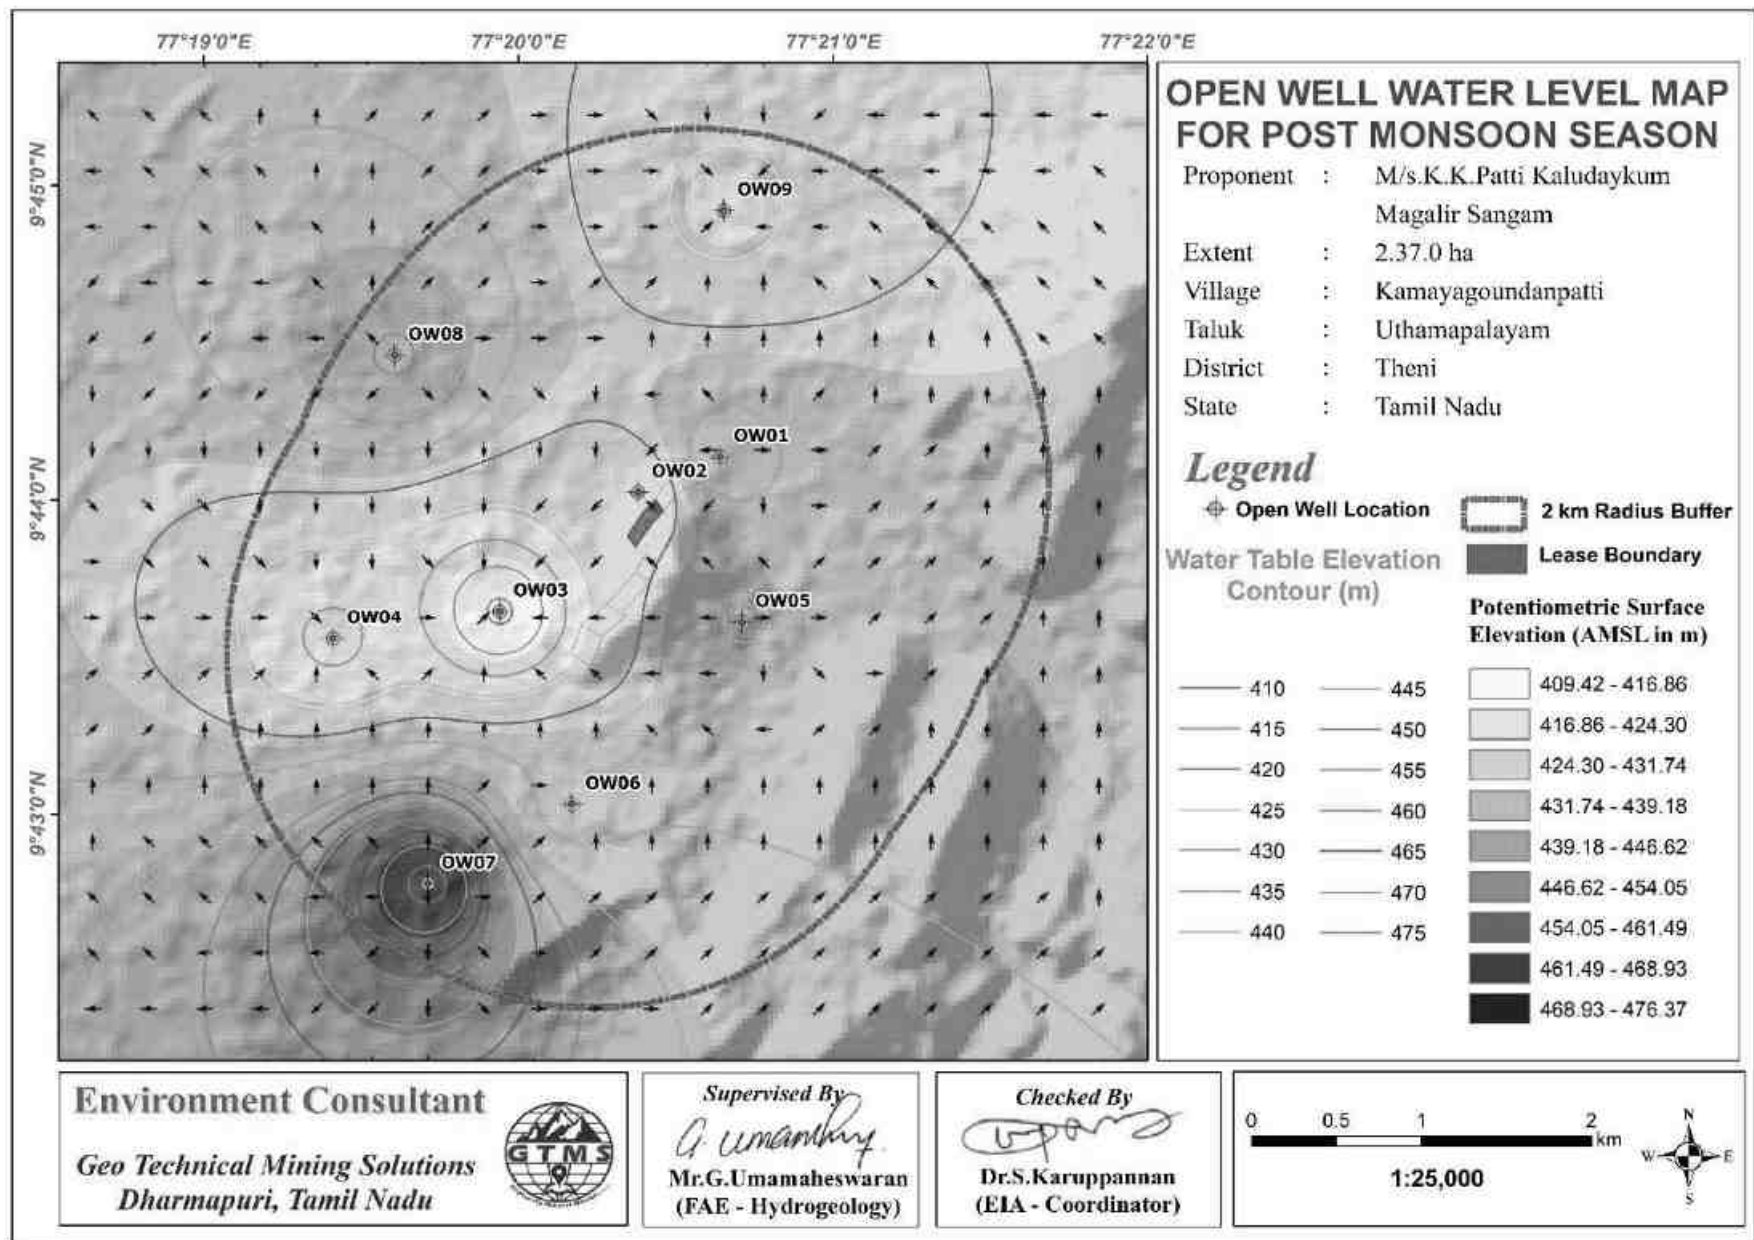 77°19'0"E
77°20'0"E
77°21'0"E
77°22'0"E
9°45'0"N
9°44'0"N
9°43'0"N
OW09
OW08
OW01
OW02
OW03
OW05
OW04
OW06
OW07
OPEN WELL WATER LEVEL MAP
FOR POST MONSOON SEASON
Proponent : M/s.K.K.Patti Kaludaykum
Magalir Sangam
Extent : 2.37.0 ha
Village : Kamayagoundanpatti
Taluk : Uthamapalayam
District : Theni
State : Tamil Nadu
Legend
Open Well Location
2 km Radius Buffer
Lease Boundary
Water Table Elevation
Contour (m)
410 445
415 450
420 455
425 460
430 465
435 470
440 475
Potentiometric Surface
Elevation (AMSL in m)
409.42 - 416.86
416.86 - 424.30
424.30 - 431.74
431.74 - 439.18
439.18 - 446.62
446.62 - 454.05
454.05 - 461.49
461.49 - 468.93
468.93 - 476.37
Environment Consultant
Geo Technical Mining Solutions
Dharmapuri, Tamil Nadu
GTMS
Supervised By
Mr.G.Umamaheswaran
(FAE - Hydrogeology)
Checked By
Dr.S.Karuppannan
(EIA - Coordinator)
0 0.5 1 2
km
1:25,000
N
W E
S